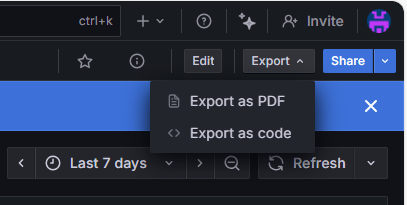 ctrl+k
Invite
Edit
Export
Share
Export as PDF
Export as code
Last 7 days
Refresh